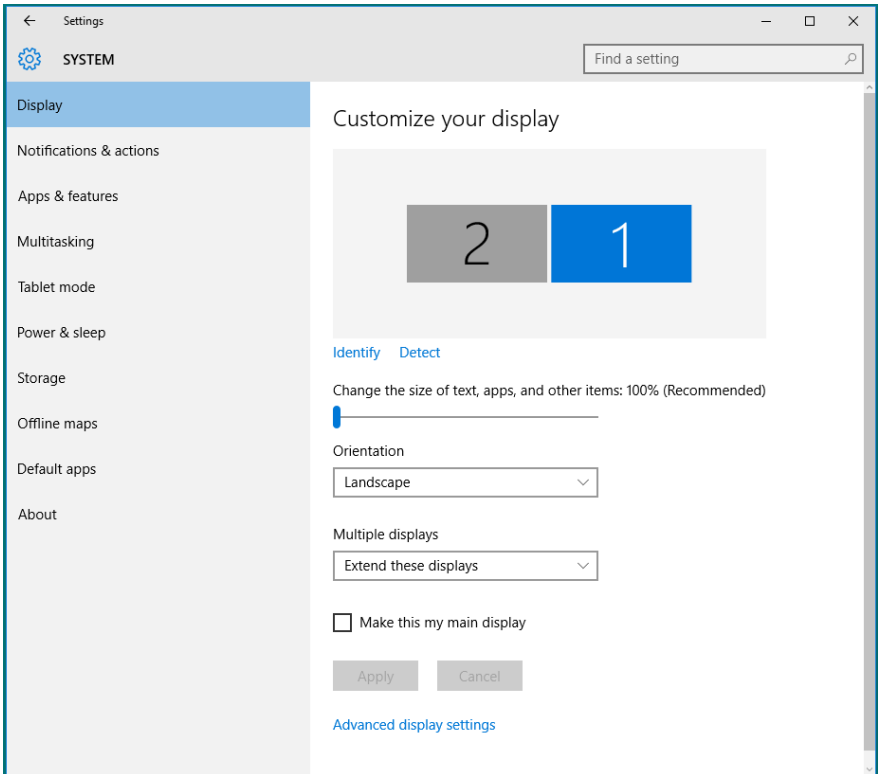 Settings
SYSTEM
Find a setting
Display
Notifications & actions
Apps & features
Multitasking
Tablet mode
Power & sleep
Storage
Offline maps
Default apps
About
Customize your display
2 1
Identify Detect
Change the size of text, apps, and other items: 100% (Recommended)
Orientation
Landscape
Multiple displays
Extend these displays
Make this my main display
Apply Cancel
Advanced display settings